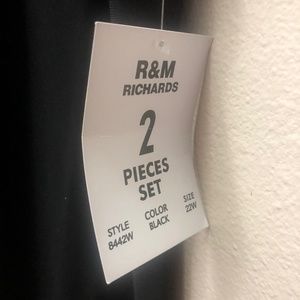 R&M
RICHARDS
2
PIECES
SET
STYLE COLOR SIZE
8442W BLACK 22W